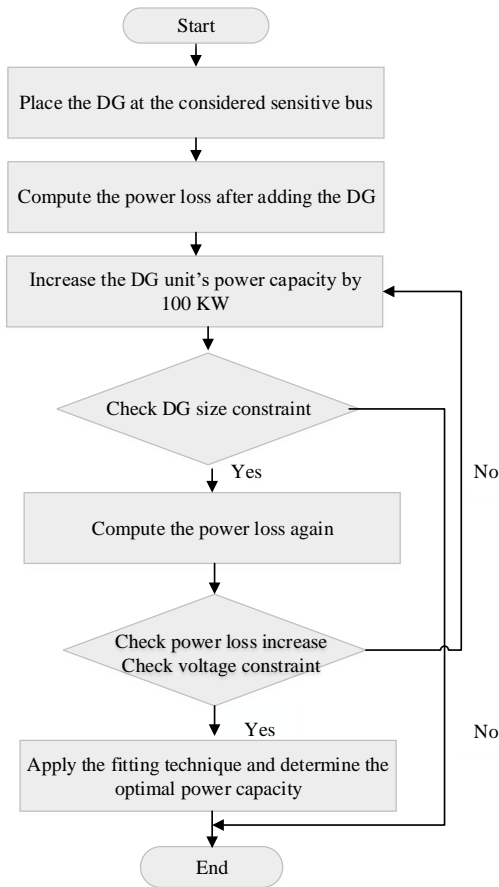 Start
Place the DG at the considered sensitive bus
Compute the power loss after adding the DG
Increase the DG unit's power capacity by
100 KW
Check DG size constraint
Yes
No
Compute the power loss again
Check power loss increase
Check voltage constraint
Yes
No
Apply the fitting technique and determine the
optimal power capacity
End